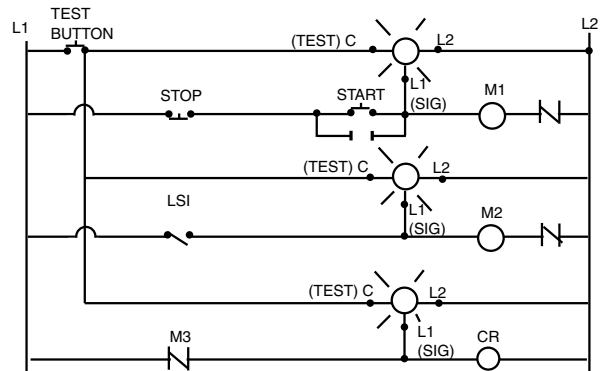 L1
TEST
BUTTON
(TEST) C
L2
L2
L1
(SIG)
STOP
START
M1
(TEST) C
L2
LSI
L1
(SIG)
M2
(TEST) C
L2
M3
L1
(SIG)
CR